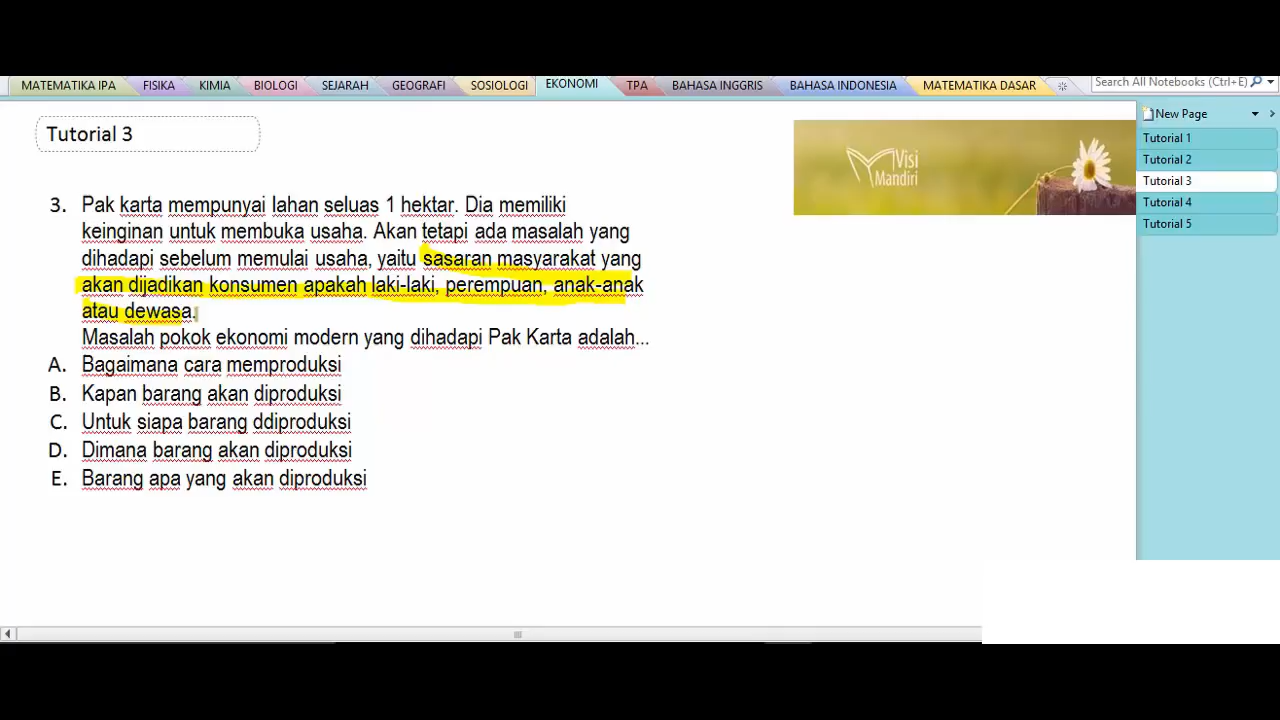 MATEMATIKA IPA FISIKA KIMIA BIOLOGI SEJARAH GEOGRAFI SOSIOLOGI EKONOMI TPA BAHASA INGGRIS BAHASA INDONESIA MATEMATIKA DASAR Search All Notebooks (Ctrl+E)
New Page
Tutorial 1
Tutorial 2
Tutorial 3
Tutorial 4
Tutorial 5
Tutorial 3
Visi
Mandiri
3. Pak karta mempunyai lahan seluas 1 hektar. Dia memiliki
keinginan untuk membuka usaha. Akan tetapi ada masalah yang
dihadapi sebelum memulai usaha, yaitu sasaran masyarakat yang
akan dijadikan konsumen apakah laki-laki, perempuan, anak-anak
atau dewasa.
Masalah pokok ekonomi modern yang dihadapi Pak Karta adalah...
A. Bagaimana cara memproduksi
B. Kapan barang akan diproduksi
C. Untuk siapa barang ddiproduksi
D. Dimana barang akan diproduksi
E. Barang apa yang akan diproduksi